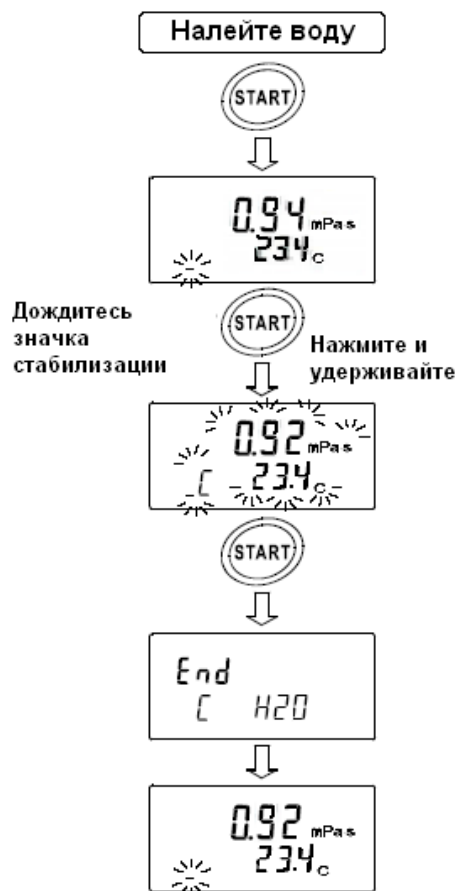 Налейте воду
START
0.94 mPas
23.4 c
Дождитесь
значка
стабилизации
START
Нажмите и
удерживайте
0.92 mPas
C 23.4 c
START
End
C H2O
0.92 mPas
23.4 c